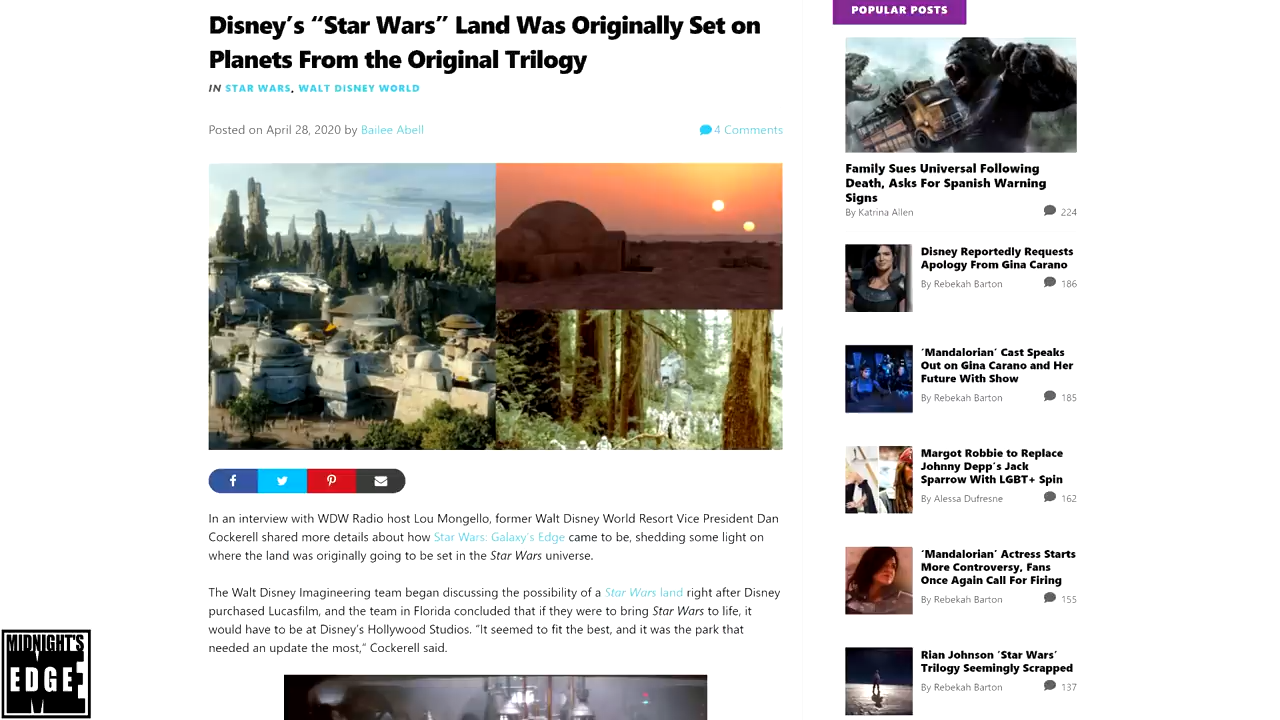 Disney’s “Star Wars” Land Was Originally Set on
Planets From the Original Trilogy
IN STAR WARS, WALT DISNEY WORLD
Posted on April 28, 2020 by Bailee Abell
4 Comments
In an interview with WDW Radio host Lou Mongello, former Walt Disney World Resort Vice President Dan
Cockerell shared more details about how Star Wars: Galaxy’s Edge came to be, shedding some light on
where the land was originally going to be set in the Star Wars universe.
The Walt Disney Imagineering team began discussing the possibility of a Star Wars land right after Disney
purchased Lucasfilm, and the team in Florida concluded that if they were to bring Star Wars to life, it
would have to be at Disney’s Hollywood Studios. “It seemed to fit the best, and it was the park that
needed an update the most,” Cockerell said.
POPULAR POSTS
Family Sues Universal Following
Death, Asks For Spanish Warning
Signs
By Katrina Allen 224
Disney Reportedly Requests
Apology From Gina Carano
By Rebekah Barton 186
‘Mandalorian’ Cast Speaks
Out on Gina Carano and Her
Future With Show
By Rebekah Barton 185
Margot Robbie to Replace
Johnny Depp’s Jack
Sparrow With LGBT+ Spin
By Alessa Dufresne 162
‘Mandalorian’ Actress Starts
More Controversy, Fans
Once Again Call For Firing
By Rebekah Barton 155
Rian Johnson ‘Star Wars’
Trilogy Seemingly Scrapped
By Rebekah Barton 137
MIDNIGHT'S
EDGE
ME